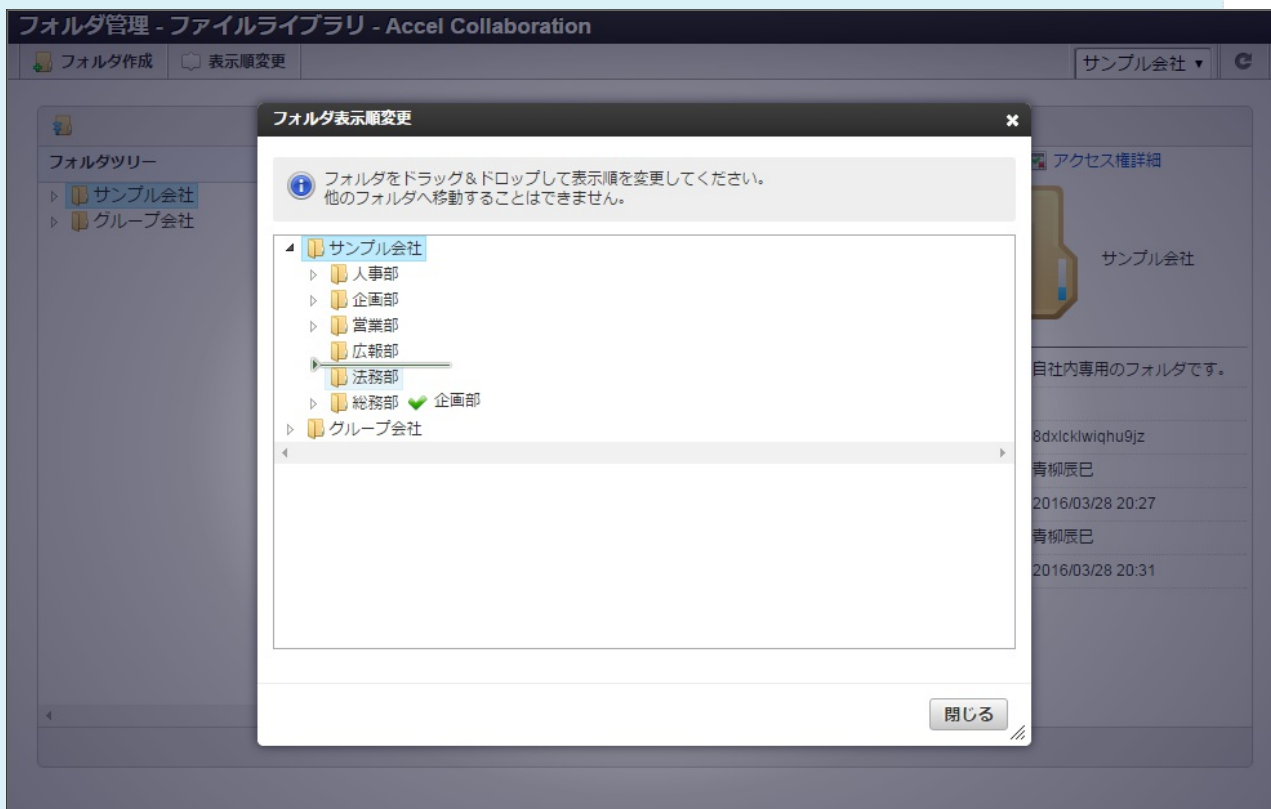 フォルダ管理 - ファイルライブラリ - Accel Collaboration
フォルダ作成 表示順変更 サンプル会社
フォルダ表示順変更
フォルダツリー
サンプル会社
グループ会社
フォルダをドラッグ＆ドロップして表示順を変更してください。
他のフォルダへ移動することはできません。
サンプル会社
人事部
企画部
営業部
広報部
法務部
総務部 企画部
グループ会社
閉じる
アクセス権詳細
サンプル会社
自社内専用のフォルダです。
8dxlcklwiqhu9jz
青柳辰巳
2016/03/28 20:27
青柳辰巳
2016/03/28 20:31